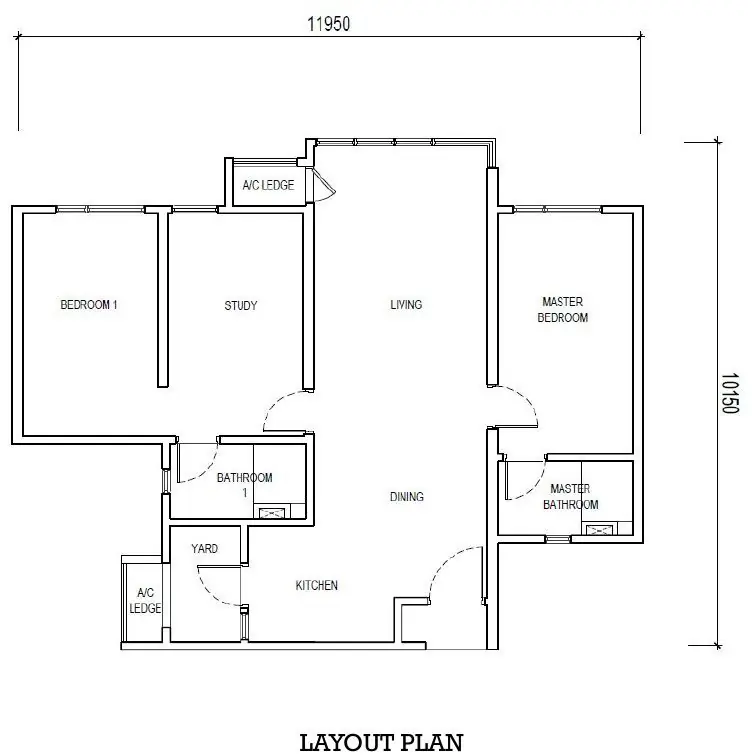 11950
A/C LEDGE
BEDROOM 1
STUDY
LIVING
MASTER
BEDROOM
10150
BATHROOM
1
MASTER
BATHROOM
DINING
YARD
KITCHEN
A/C
LEDGE
LAYOUT PLAN